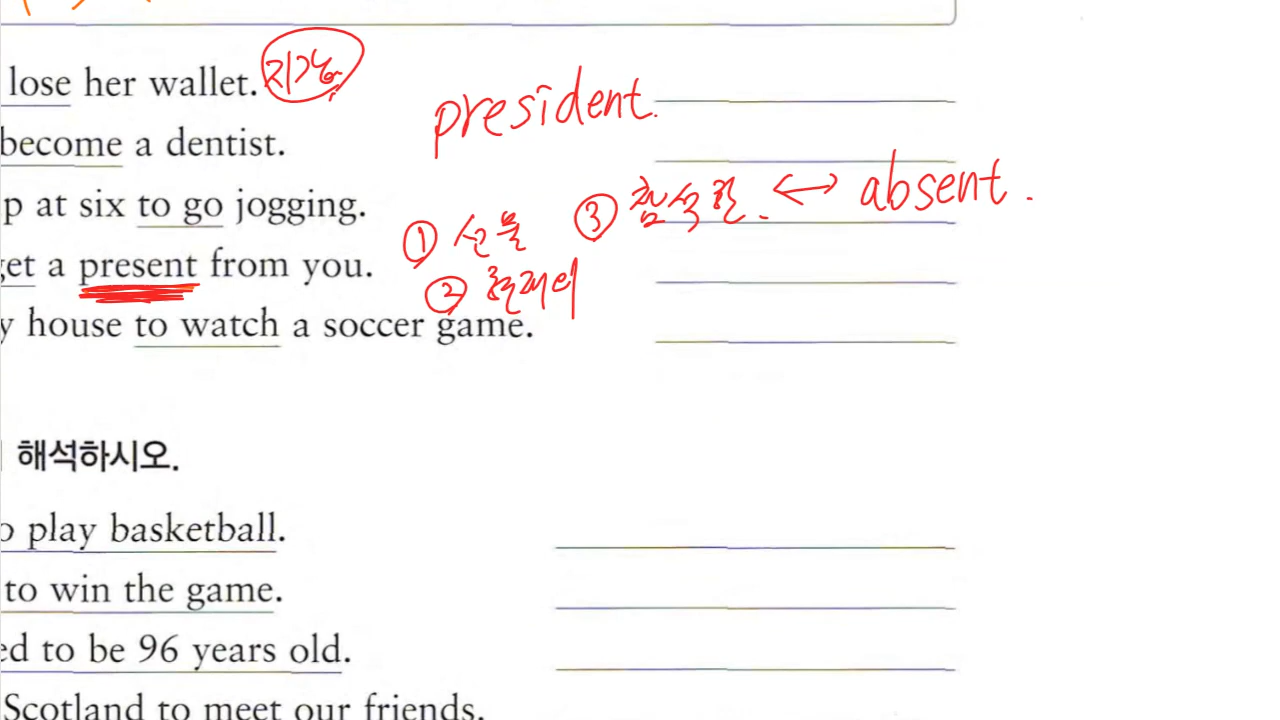 lose her wallet. 지갑
president.
become a dentist.
p at six to go jogging.
③ 참석한. ↔ absent.
① 선물
get a present from you.
② 현재의
y house to watch a soccer game.
해석하시오.
o play basketball.
to win the game.
ed to be 96 years old.
Scotland to meet our friends.